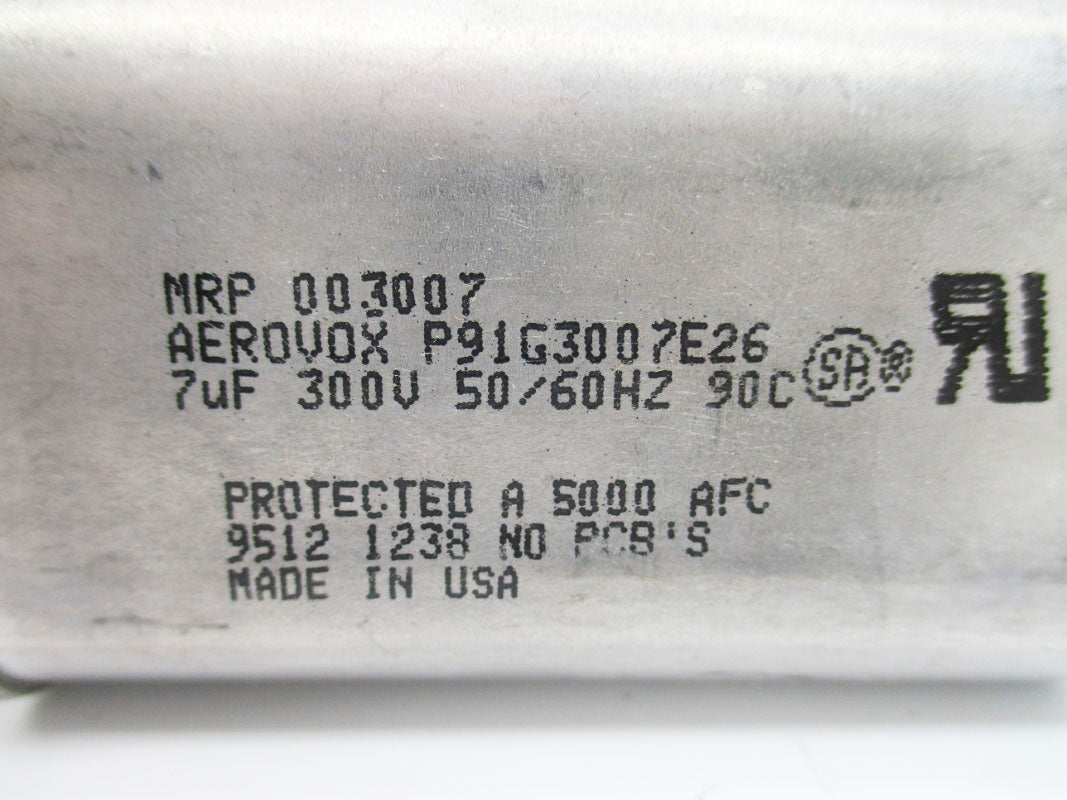 MRP 003007
AEROVOX P91G3007E26
7uF 300V 50/60HZ 90C SA ®
PROTECTED A 5000 AFC
9512 1238 NO PCB'S
MADE IN USA